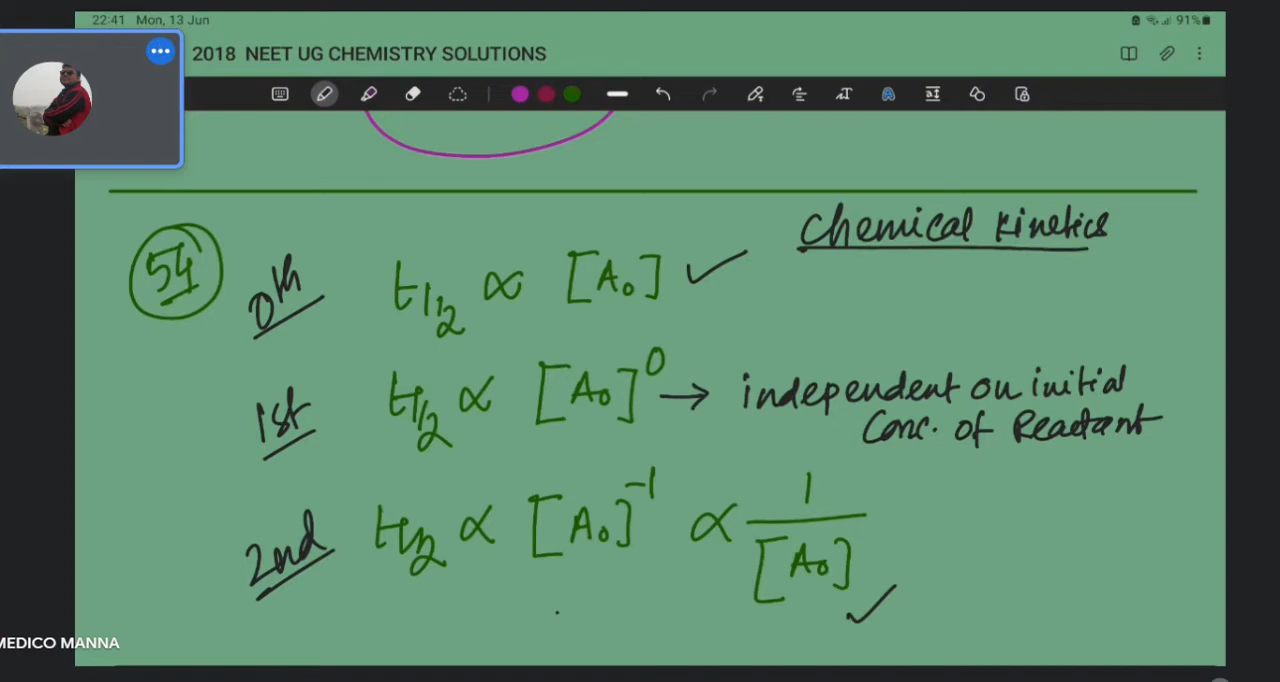 22:41 Mon, 13 Jun
91%
2018 NEET UG CHEMISTRY SOLUTIONS
Chemical Kinetics
54
0th t1/2 ∝ [A₀] ✓
1st t1/2 ∝ [A₀]⁰ → independent on initial
Conc. of Reactant
2nd t1/2 ∝ [A₀]⁻¹ ∝ 1/[A₀] ✓
MEDICO MANNA